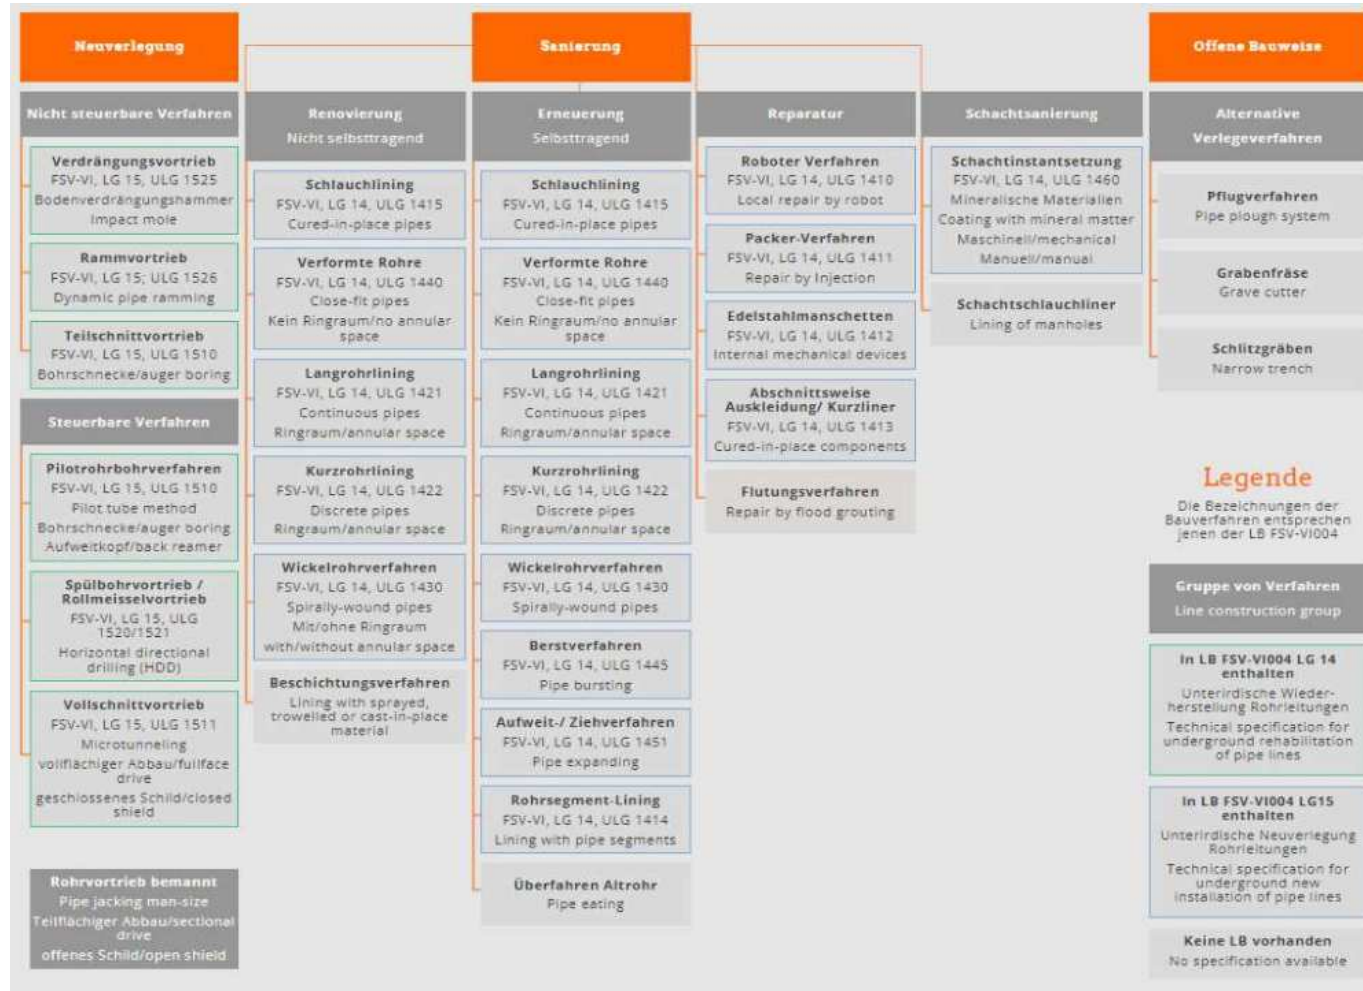 Neuverlegung
Nicht steuerbare Verfahren
Verdrängungsvortrieb
FSV-VI, LG 15, ULG 1525
Bodenverdrängungshammer
Impact mole
Rammvortrieb
FSV-VI, LG 15, ULG 1526
Dynamic pipe ramming
Teilschnittvortrieb
FSV-VI, LG 15, ULG 1510
Bohrschnecke/auger boring
Steuerbare Verfahren
Pilotrohrbohrverfahren
FSV-VI, LG 15, ULG 1510
Pilot tube method
Bohrschnecke/auger boring
Aufweitkopf/back reamer
Spülbohrvortrieb /
Rollmeisselvortrieb
FSV-VI, LG 15, ULG
1520/1521
Horizontal directional
drilling (HDD)
Vollschnittvortrieb
FSV-VI, LG 15, ULG 1511
Microtunneling
vollflächiger Abbau/fullface
drive
geschlossenes Schild/closed
shield
Rohrvortrieb bemannt
Pipe jacking man-size
Teilflächiger Abbau/sectional
drive
offenes Schild/open shield
Sanierung
Renovierung
Nicht selbsttragend
Schlauchlining
FSV-VI, LG 14, ULG 1415
Cured-in-place pipes
Verformte Rohre
FSV-VI, LG 14, ULG 1440
Close-fit pipes
Kein Ringraum/no annular
space
Langrohrlining
FSV-VI, LG 14, ULG 1421
Continuous pipes
Ringraum/annular space
Kurzrohrlining
FSV-VI, LG 14, ULG 1422
Discrete pipes
Ringraum/annular space
Wickelrohrverfahren
FSV-VI, LG 14, ULG 1430
Spirally-wound pipes
Mit/ohne Ringraum
with/without annular space
Beschichtungsverfahren
Lining with sprayed,
trowelled or cast-in-place
material
Erneuerung
Selbsttragend
Schlauchlining
FSV-VI, LG 14, ULG 1415
Cured-in-place pipes
Verformte Rohre
FSV-VI, LG 14, ULG 1440
Close-fit pipes
Kein Ringraum/no annular
space
Langrohrlining
FSV-VI, LG 14, ULG 1421
Continuous pipes
Ringraum/annular space
Kurzrohrlining
FSV-VI, LG 14, ULG 1422
Discrete pipes
Ringraum/annular space
Wickelrohrverfahren
FSV-VI, LG 14, ULG 1430
Spirally-wound pipes
Berstverfahren
FSV-VI, LG 14, ULG 1445
Pipe bursting
Aufweit-/ Ziehverfahren
FSV-VI, LG 14, ULG 1451
Pipe expanding
Rohrsegment-Lining
FSV-VI, LG 14, ULG 1414
Lining with pipe segments
Überfahren Altrohr
Pipe eating
Reparatur
Roboter Verfahren
FSV-VI, LG 14, ULG 1410
Local repair by robot
Packer-Verfahren
FSV-VI, LG 14, ULG 1411
Repair by Injection
Edelstahlmanschetten
FSV-VI, LG 14, ULG 1412
Internal mechanical devices
Abschnittsweise
Auskleidung/ Kurzliner
FSV-VI, LG 14, ULG 1413
Cured-in-place components
Flutungsverfahren
Repair by flood grouting
Schachtsanierung
Schachtinstantsetzung
FSV-VI, LG 14, ULG 1460
Mineralische Materialien
Coating with mineral matter
Maschinell/mechanical
Manuell/manual
Schachtschlauchliner
Lining of manholes
Offene Bauweise
Alternative
Verlegeverfahren
Pflugverfahren
Pipe plough system
Grabenfräse
Grave cutter
Schlitzgräben
Narrow trench
Legende
Die Bezeichnungen der
Bauverfahren entsprechen
jenen der LB FSV-VI004
Gruppe von Verfahren
Line construction group
In LB FSV-VI004 LG 14
enthalten
Unterirdische Wieder-
herstellung Rohrleitungen
Technical specification for
underground rehabilitation
of pipe lines
In LB FSV-VI004 LG15
enthalten
Unterirdische Neuverlegung
Rohrleitungen
Technical specification for
underground new
installation of pipe lines
Keine LB vorhanden
No specification available